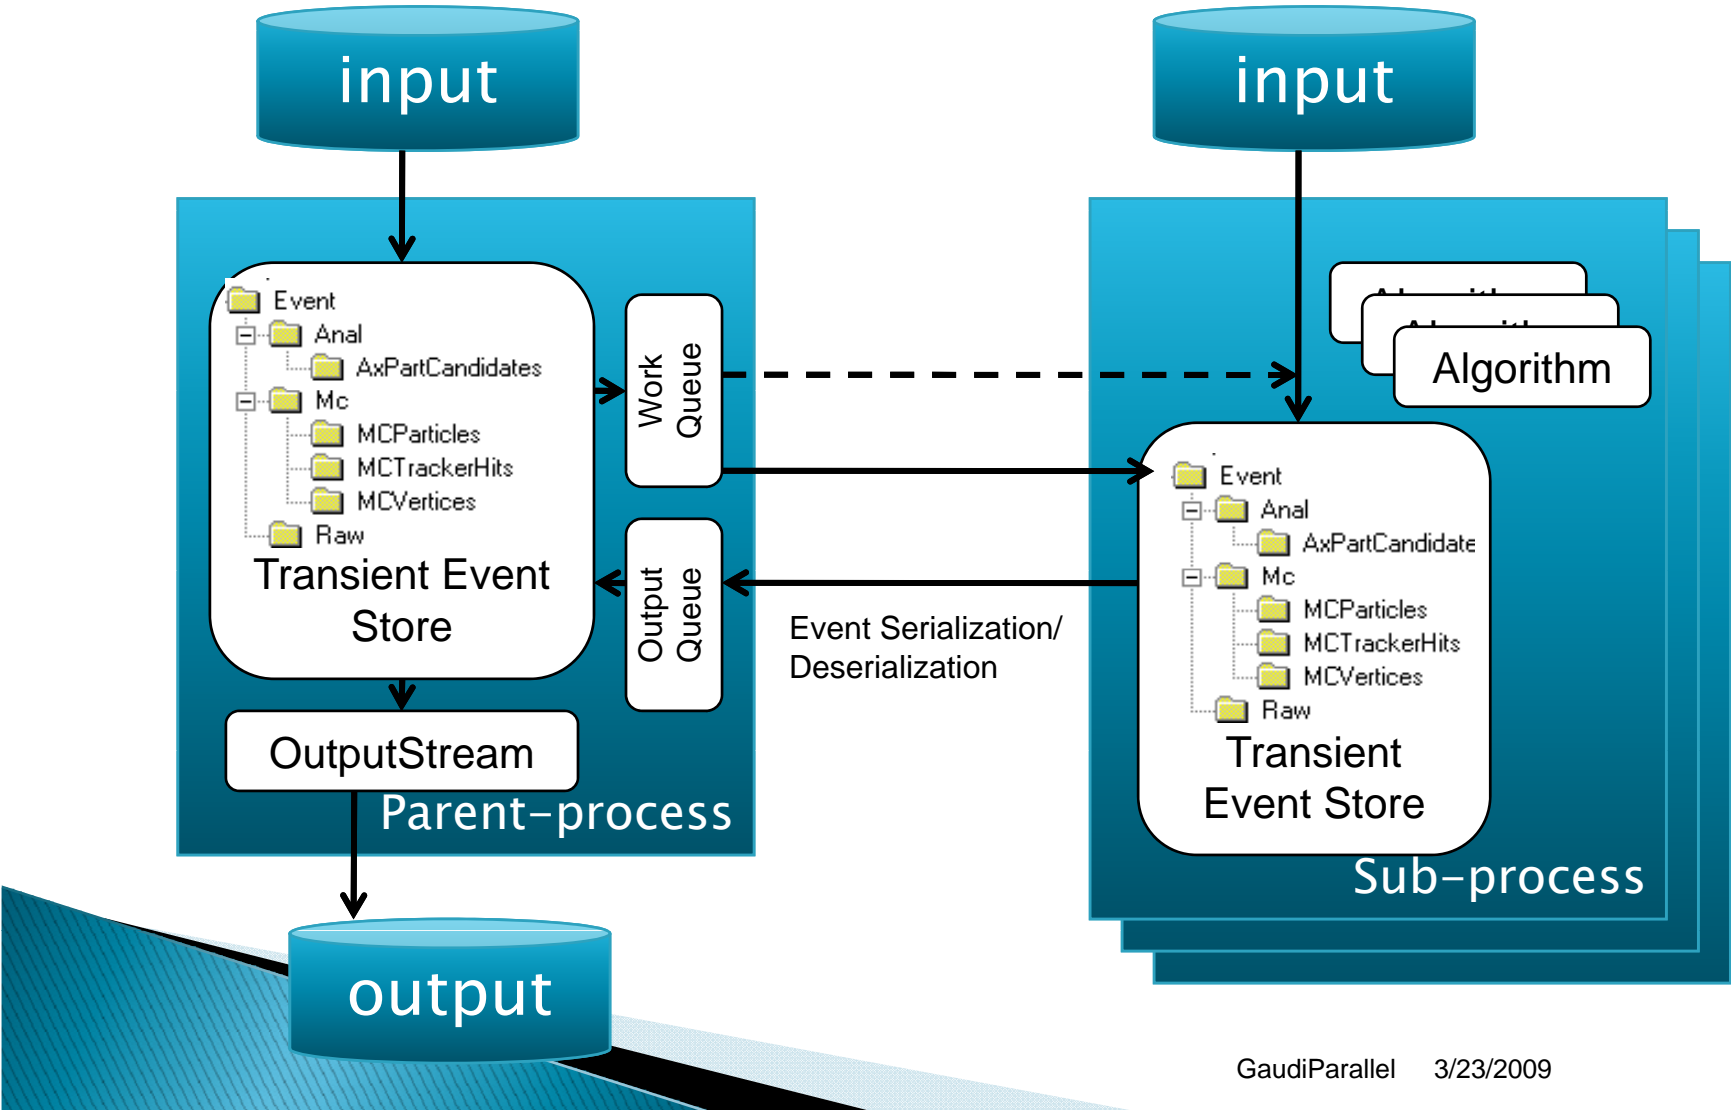 input
input
Event
Anal
AxPartCandidates
Mc
MCParticles
MCTrackerHits
MCVertices
Raw
Transient Event
Store
Work
Queue
Output
Queue
OutputStream
Parent-process
output
Event Serialization/
Deserialization
Algorithm
Event
Anal
AxPartCandidate
Mc
MCParticles
MCTrackerHits
MCVertices
Raw
Transient
Event Store
Sub-process
GaudiParallel 3/23/2009